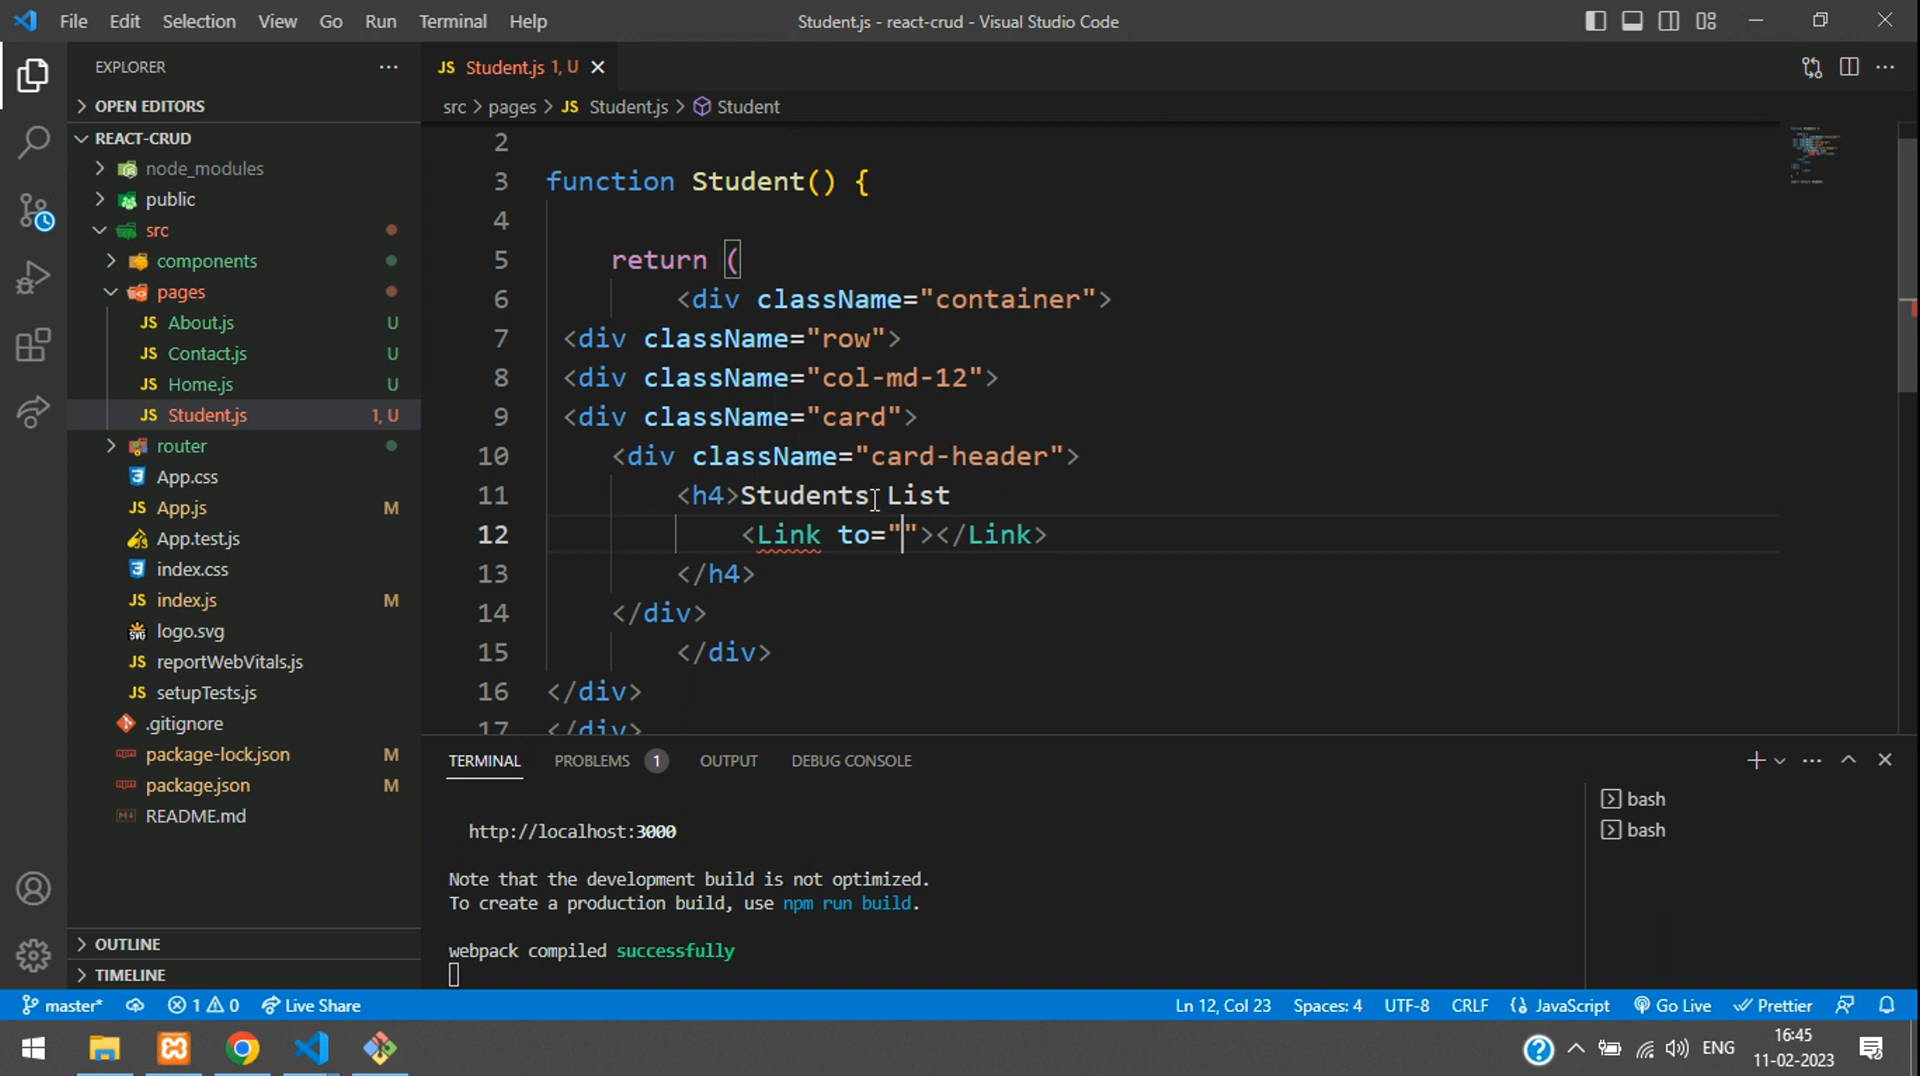 File Edit Selection View Go Run Terminal Help Student.js - react-crud - Visual Studio Code
EXPLORER
OPEN EDITORS
REACT-CRUD
node_modules
public
src
components
pages
JS About.js U
JS Contact.js U
JS Home.js U
JS Student.js 1, U
router
App.css
JS App.js M
App.test.js
index.css
JS index.js M
logo.svg
JS reportWebVitals.js
JS setupTests.js
.gitignore
package-lock.json M
package.json M
README.md
OUTLINE
TIMELINE
JS Student.js 1, U
src > pages > JS Student.js > Student
2
3 function Student() {
4
5 return (
6 <div className="container">
7 <div className="row">
8 <div className="col-md-12">
9 <div className="card">
10 <div className="card-header">
11 <h4>Students List
12 <Link to=""></Link>
13 </h4>
14 </div>
15 </div>
16 </div>
17 </div>
TERMINAL PROBLEMS 1 OUTPUT DEBUG CONSOLE
http://localhost:3000
Note that the development build is not optimized.
To create a production build, use npm run build.
webpack compiled successfully
bash
bash
master* 1 0 Live Share Ln 12, Col 23 Spaces: 4 UTF-8 CRLF JavaScript Go Live Prettier
ENG 16:45
11-02-2023